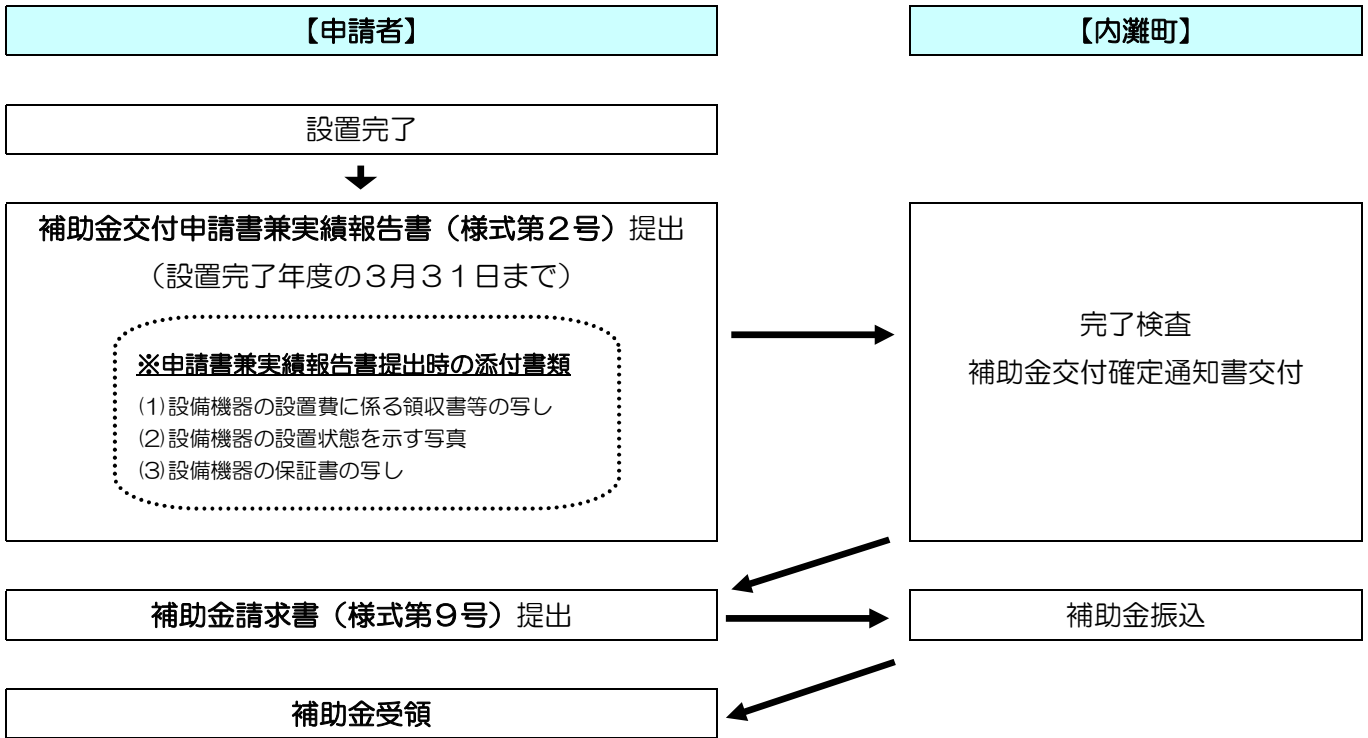 【申請者】
【内灘町】
設置完了
補助金交付申請書兼実績報告書(様式第2号)提出
(設置完了年度の3月31日まで)
※申請書兼実績報告書提出時の添付書類
⑴設備機器の設置費に係る領収書等の写し
⑵設備機器の設置状態を示す写真
⑶設備機器の保証書の写し
完了検査
補助金交付確定通知書交付
補助金請求書(様式第9号)提出
補助金振込
補助金受領